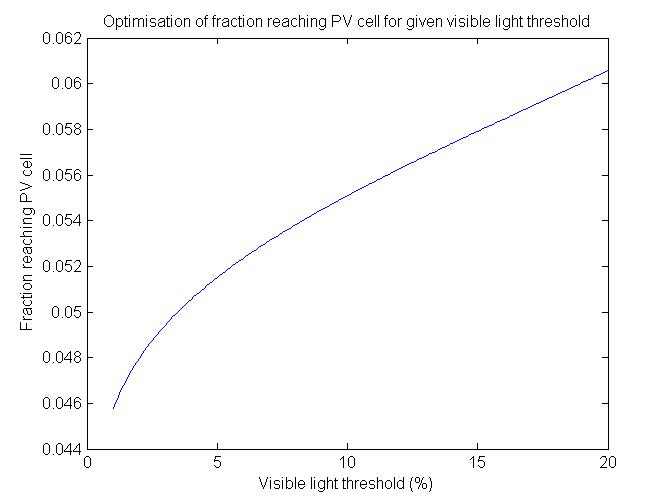 Optimisation of fraction reaching PV cell for given visible light threshold
0.062
0.06
0.058
0.056
0.054
0.052
0.05
0.048
0.046
0.044
Fraction reaching PV cell
0 5 10 15 20
Visible light threshold (%)